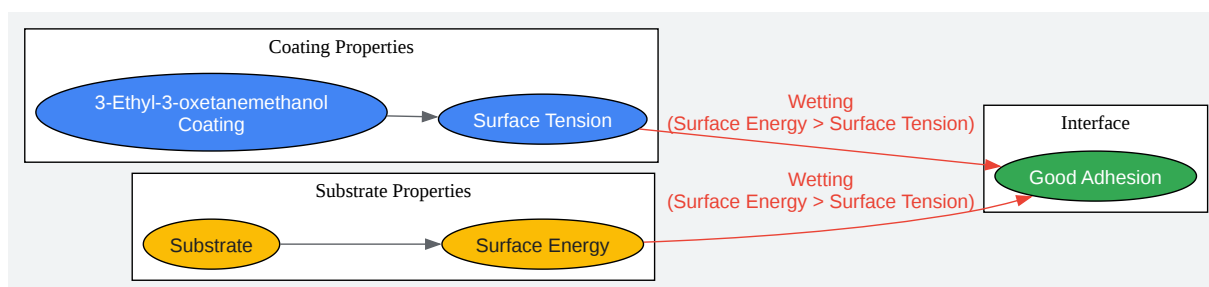 Coating Properties
3-Ethyl-3-oxetanemethanol
Coating
Surface Tension
Wetting
(Surface Energy > Surface Tension)
Substrate Properties
Substrate
Surface Energy
Wetting
(Surface Energy > Surface Tension)
Interface
Good Adhesion